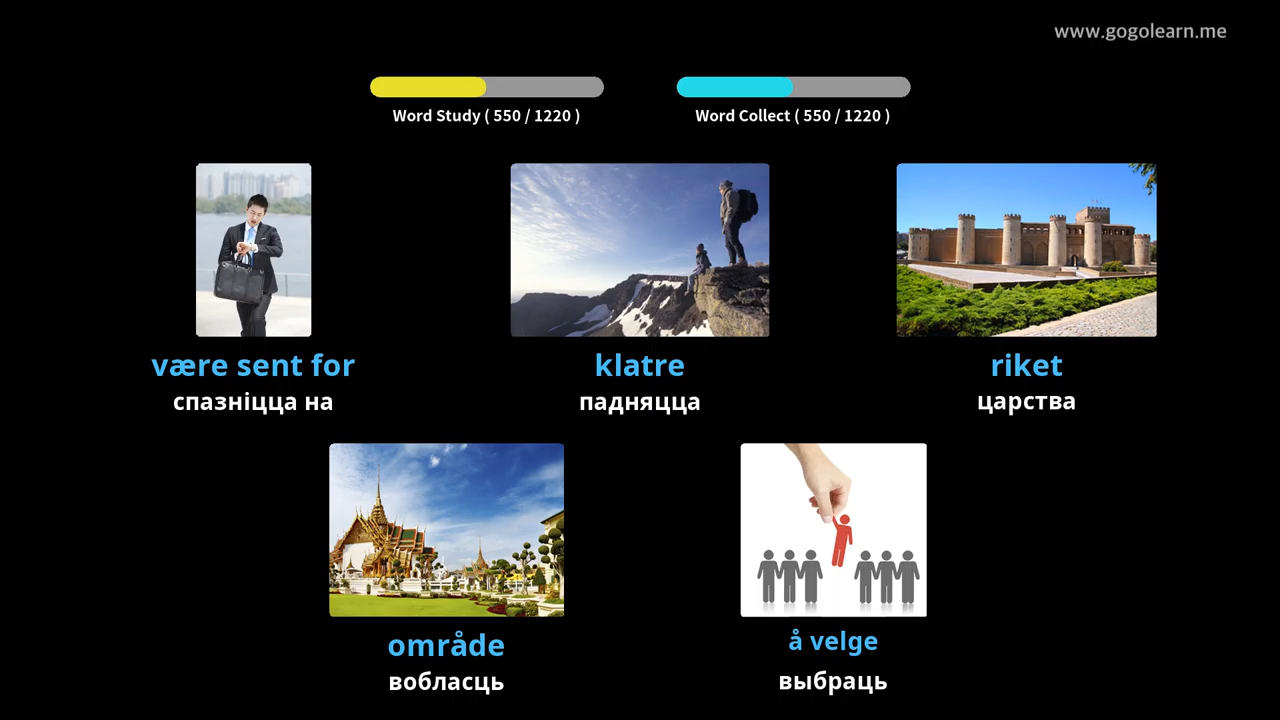 www.gogolearn.me
Word Study ( 550 / 1220 )
Word Collect ( 550 / 1220 )
være sent for
спазніцца на
klatre
падняцца
riket
царства
område
вобласць
å velge
выбраць